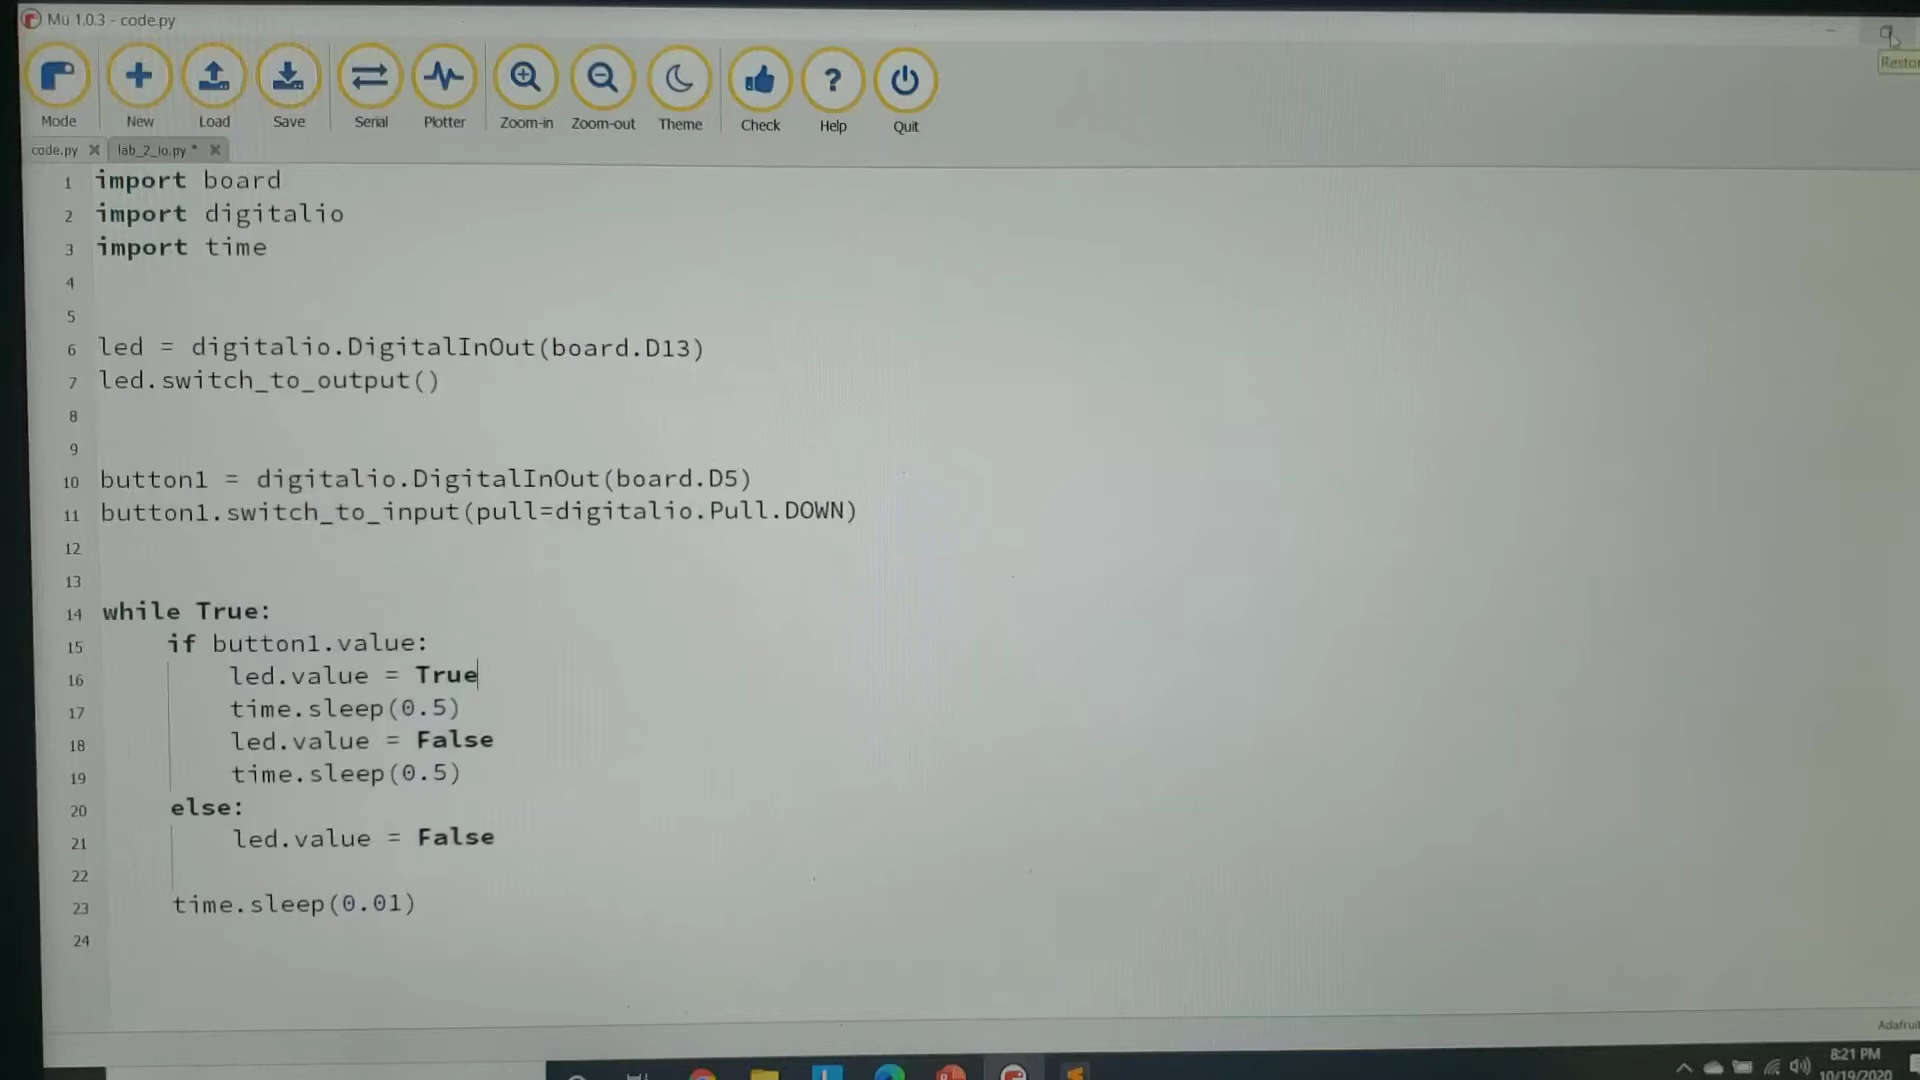 Mu 1.0.3 - code.py
Mode
New
Load
Save
Serial
Plotter
Zoom-in
Zoom-out
Theme
Check
?
Help
Quit
code.py
lab_2_io.py *
1 import board
2 import digitalio
3 import time
4
5
6 led = digitalio.DigitalInOut(board.D13)
7 led.switch_to_output()
8
9
10 button1 = digitalio.DigitalInOut(board.D5)
11 button1.switch_to_input(pull=digitalio.Pull.DOWN)
12
13
14 while True:
15 if button1.value:
16 led.value = True
17 time.sleep(0.5)
18 led.value = False
19 time.sleep(0.5)
20 else:
21 led.value = False
22
23 time.sleep(0.01)
24
Resto
Adafruit
8:21 PM
10/19/2020